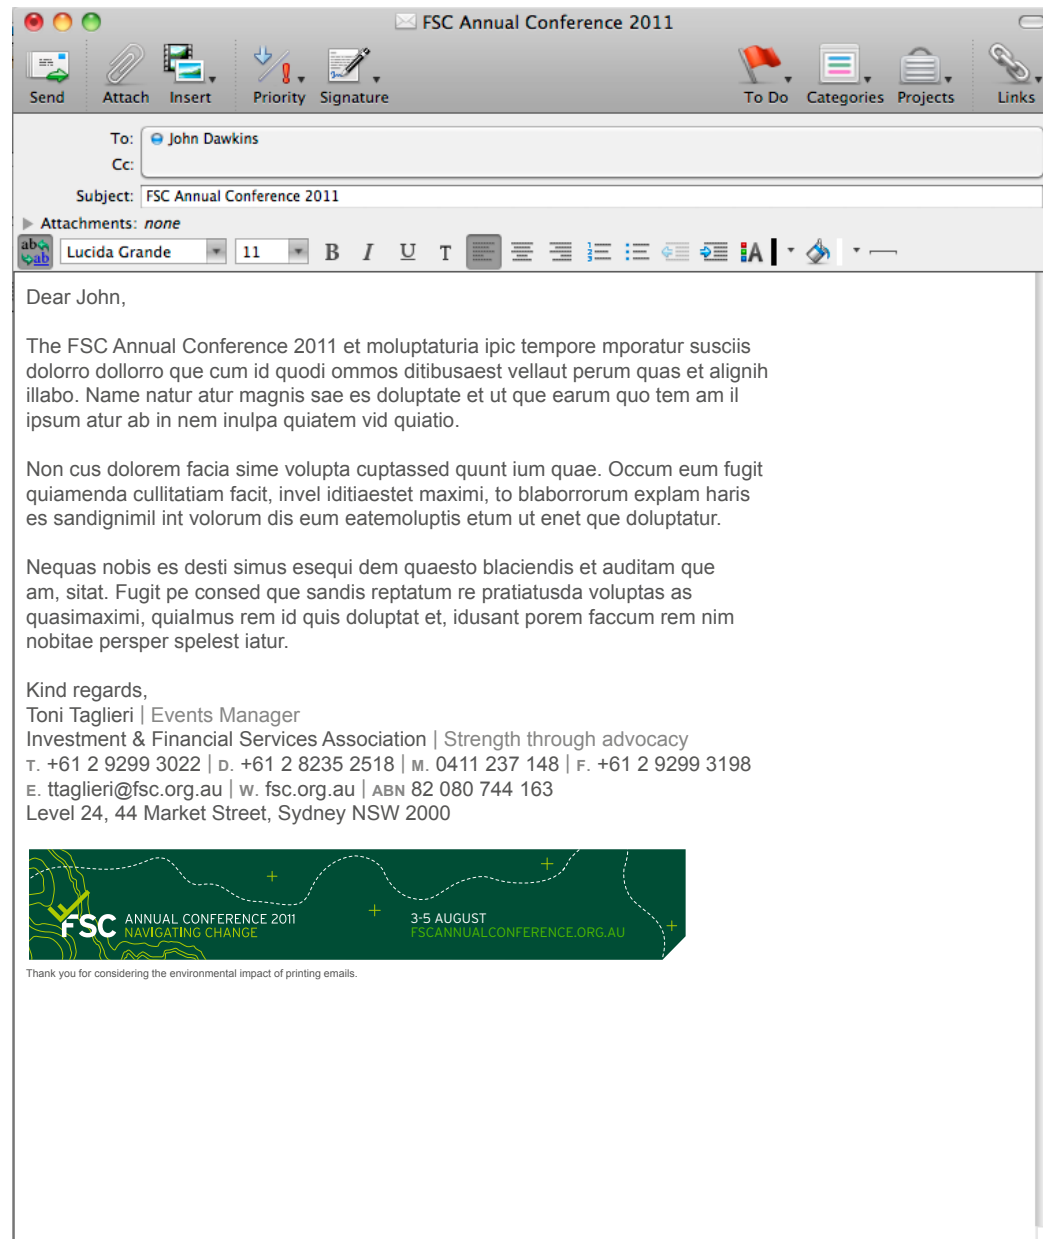 FSC Annual Conference 2011
Send Attach Insert Priority Signature To Do Categories Projects Links
To: John Dawkins
Cc:
Subject: FSC Annual Conference 2011
Attachments: none
Lucida Grande 11 B I U T
Dear John,
The FSC Annual Conference 2011 et moluptaturia ipic tempore mporatur susciis
dolorro dollorro que cum id quodi ommos ditibusaest vellaut perum quas et alignih
illabo. Name natur atur magnis sae es doluptate et ut que earum quo tem am il
ipsum atur ab in nem inulpa quiatem vid quiatio.
Non cus dolorem facia sime volupta cuptassed quunt ium quae. Occum eum fugit
quiamenda cullitatiam facit, invel iditiaestet maximi, to blaborrorum explam haris
es sandignimil int volorum dis eum eatemoluptis etum ut enet que doluptatur.
Nequas nobis es desti simus esequi dem quaesto blaciendis et auditam que
am, sitat. Fugit pe consed que sandis reptatum re pratiatusda voluptas as
quasimaximi, quialmus rem id quis doluptat et, idusant porem faccum rem nim
nobitae persper spelest iatur.
Kind regards,
Toni Taglieri | Events Manager
Investment & Financial Services Association | Strength through advocacy
T. +61 2 9299 3022 | D. +61 2 8235 2518 | M. 0411 237 148 | F. +61 2 9299 3198
E. ttaglieri@fsc.org.au | W. fsc.org.au | ABN 82 080 744 163
Level 24, 44 Market Street, Sydney NSW 2000
FSC ANNUAL CONFERENCE 2011
NAVIGATING CHANGE
3-5 AUGUST
FSCANNUALCONFERENCE.ORG.AU
Thank you for considering the environmental impact of printing emails.